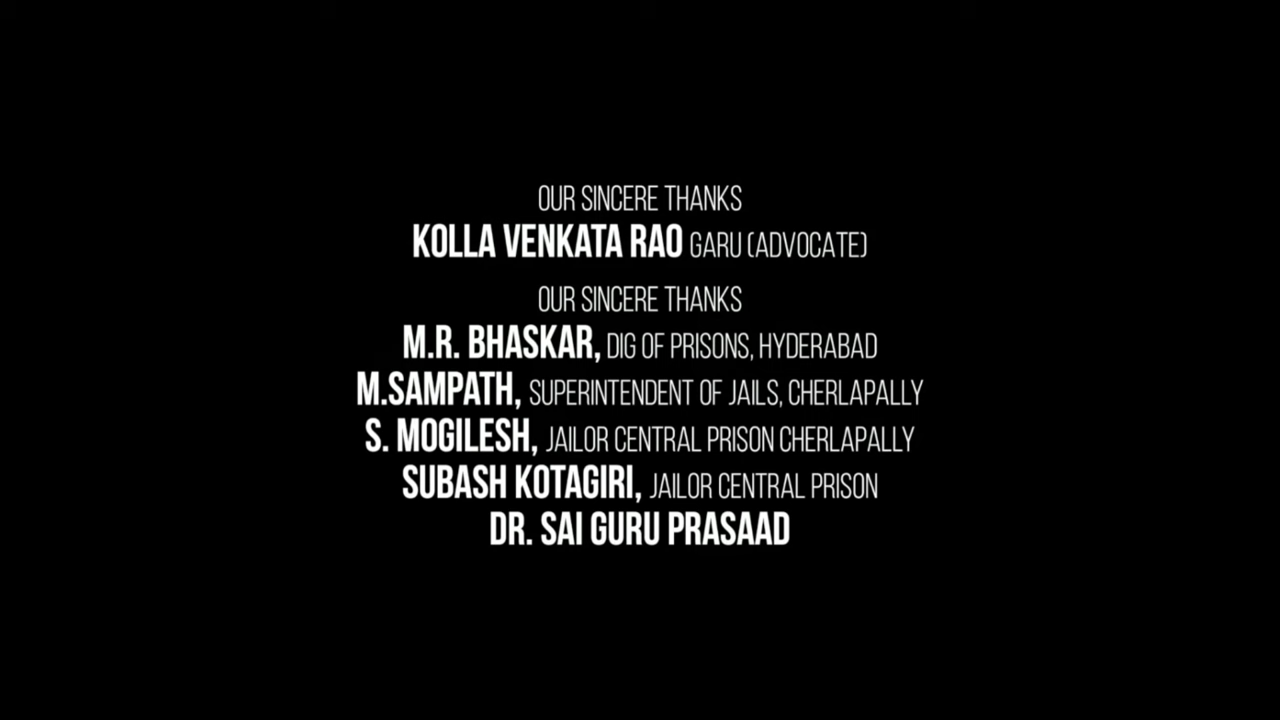 OUR SINCERE THANKS
KOLLA VENKATA RAO GARU (ADVOCATE)
OUR SINCERE THANKS
M.R. BHASKAR, DIG OF PRISONS, HYDERABAD
M.SAMPATH, SUPERINTENDENT OF JAILS, CHERLAPALLY
S. MOGILESH, JAILOR CENTRAL PRISON CHERLAPALLY
SUBASH KOTAGIRI, JAILOR CENTRAL PRISON
DR. SAI GURU PRASAAD